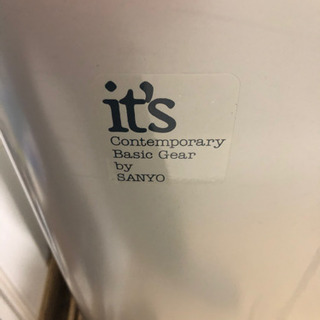 it's
Contemporary
Basic Gear
by
SANYO